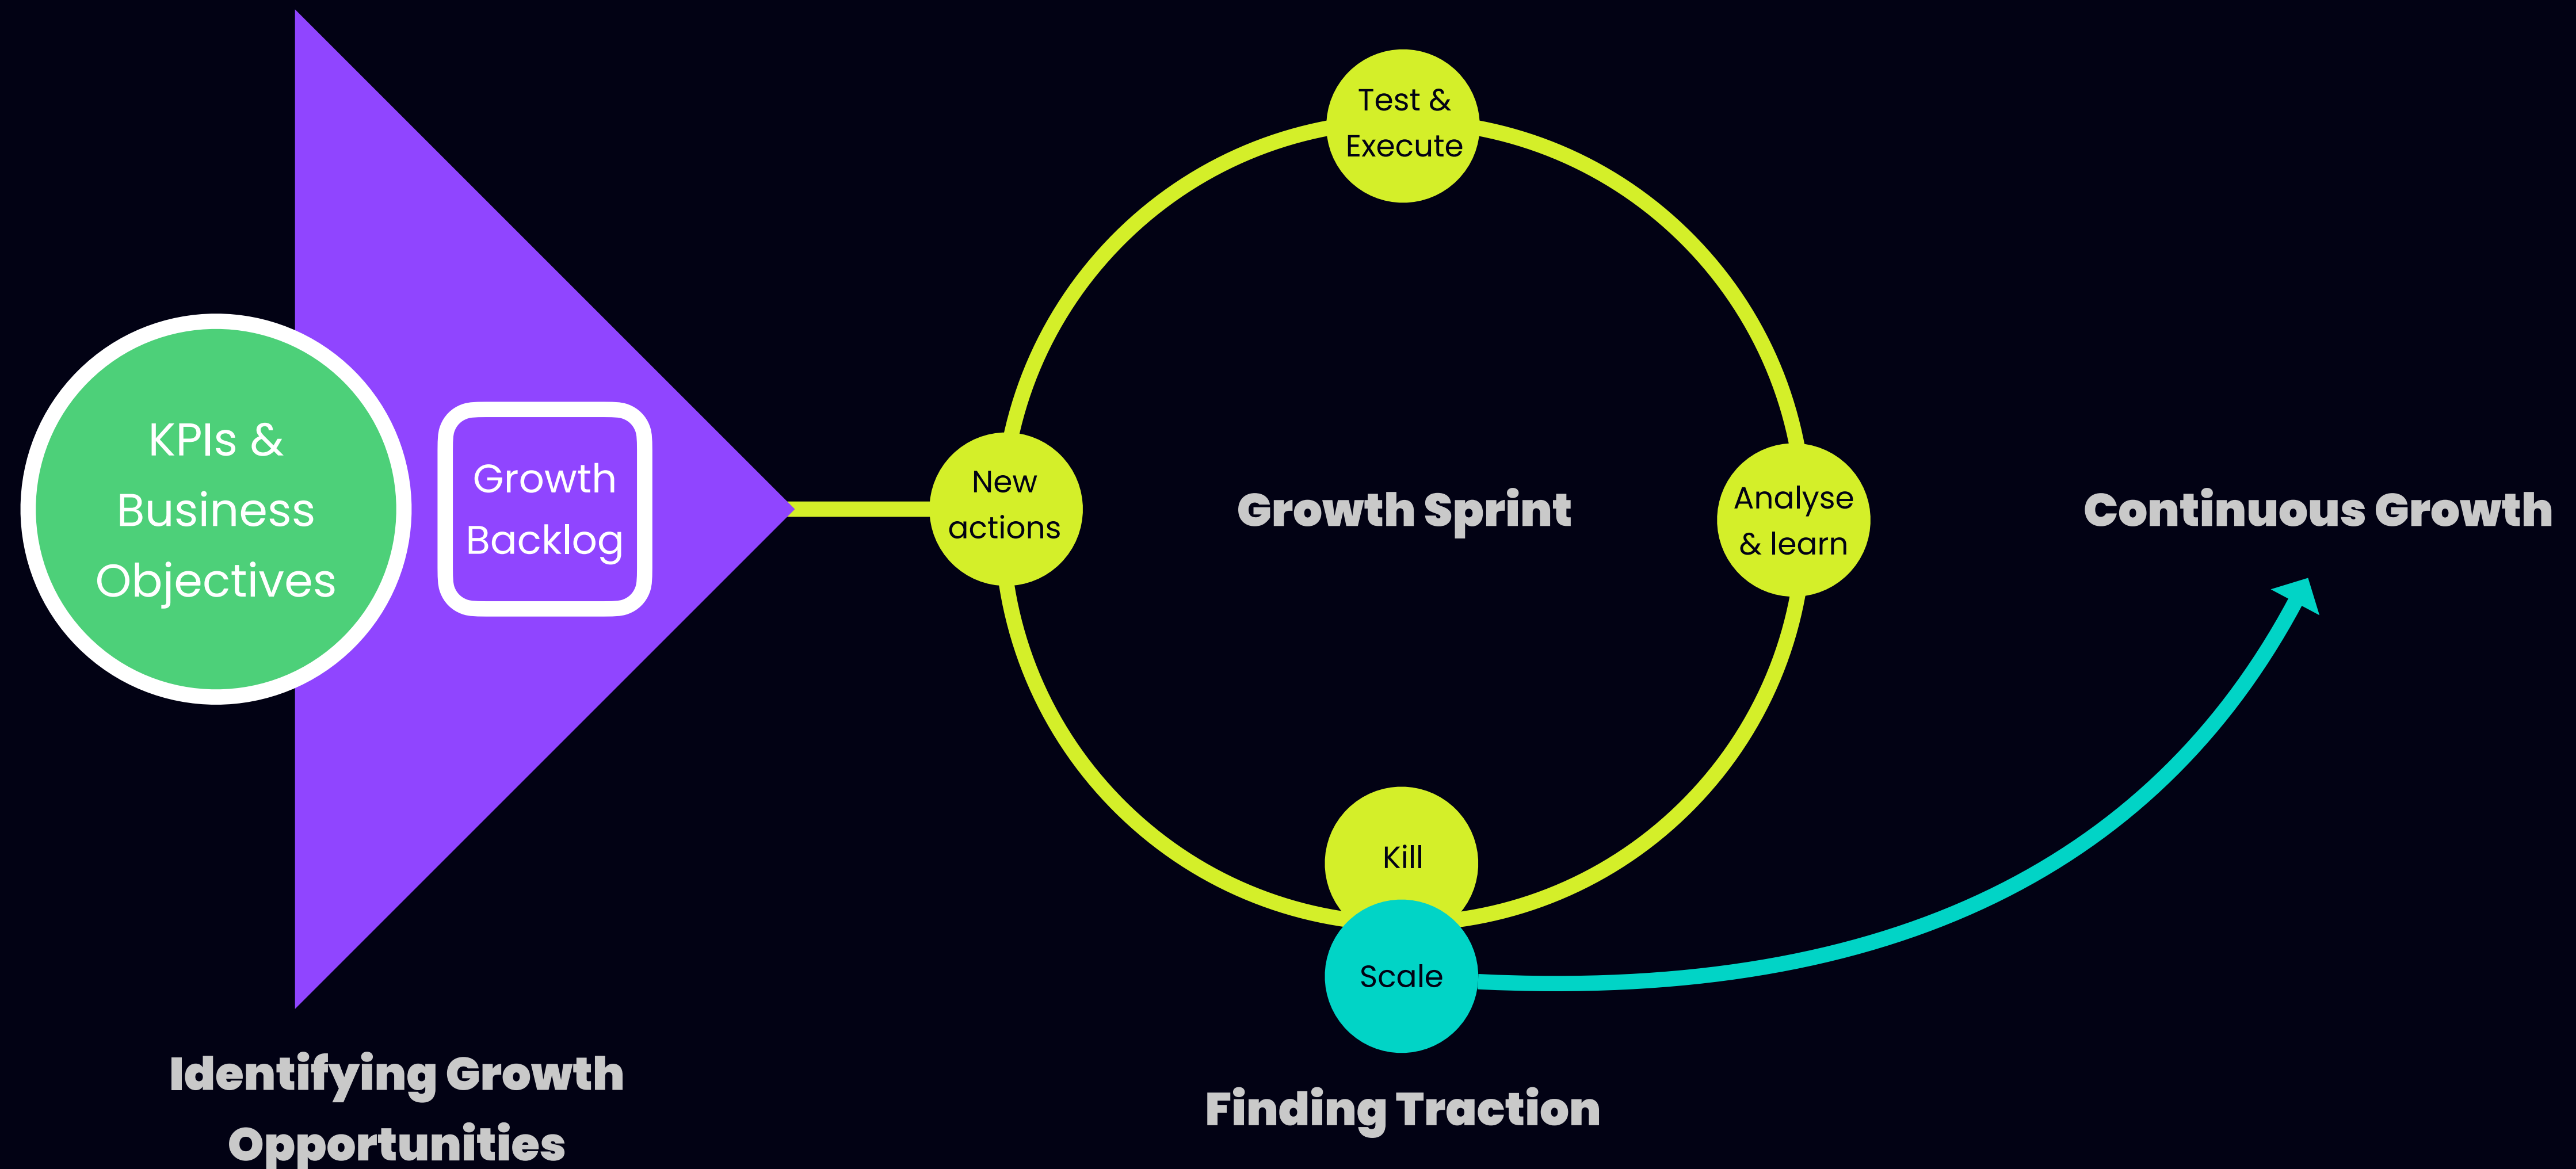 KPIs &
Business
Objectives
Growth
Backlog
Identifying Growth
Opportunities
New
actions
Test &
Execute
Growth Sprint
Analyse
& learn
Kill
Scale
Finding Traction
Continuous Growth